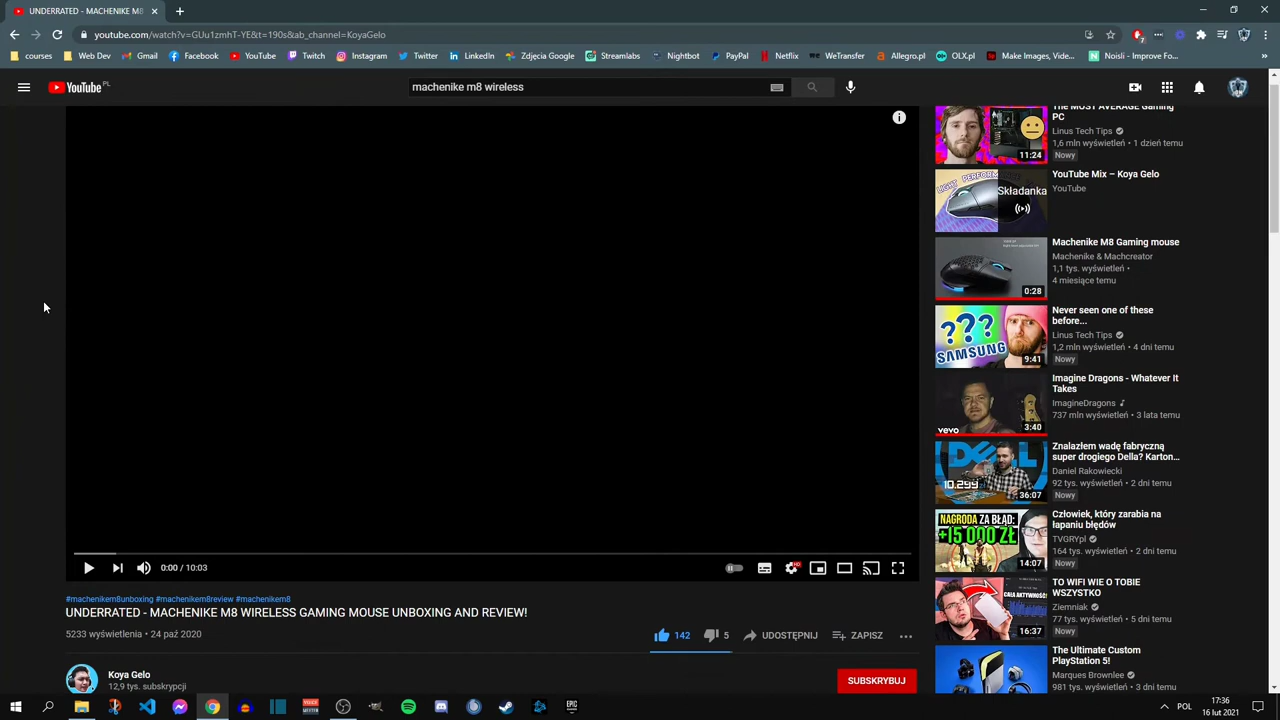 UNDERRATED - MACHENIKE M8
youtube.com/watch?v=GUu1zmhT-YE&t=190s&ab_channel=KoyaGelo
courses Web Dev Gmail Facebook YouTube Twitch Instagram Twitter LinkedIn Zdjęcia Google Streamlabs Nightbot PayPal Netflix WeTransfer Allegro.pl OLX.pl Make Images, Vide... Noisli - Improve Fo...
YouTube PL
machenike m8 wireless
The MOST AVERAGE Gaming
PC
Linus Tech Tips
1,6 mln wyświetleń • 1 dzień temu
Nowy
11:24
YouTube Mix – Koya Gelo
YouTube
LIGHT PERFORM
Składanka
Machenike M8 Gaming mouse
Machenike & Machcreator
1,1 tys. wyświetleń •
4 miesiące temu
0:28
Never seen one of these
before...
Linus Tech Tips
1,2 mln wyświetleń • 4 dni temu
Nowy
???
SAMSUNG
9:41
Imagine Dragons - Whatever It
Takes
ImagineDragons
737 mln wyświetleń • 3 lata temu
vevo
3:40
Znalazłem wadę fabryczną
super drogiego Della? Karton...
Daniel Rakowiecki
92 tys. wyświetleń • 2 dni temu
Nowy
DELL
10.299zł
36:07
Człowiek, który zarabia na
łapaniu błędów
TVGRYpl
164 tys. wyświetleń • 2 dni temu
Nowy
NAGRODA ZA BŁĄD:
+15 000 ZŁ
14:07
TO WIFI WIE O TOBIE
WSZYSTKO
Ziemniak
77 tys. wyświetleń • 5 dni temu
Nowy
CAŁA AKTYWNOŚĆ
16:37
The Ultimate Custom
PlayStation 5!
Marques Brownlee
981 tys. wyświetleń • 3 dni temu
0:00 / 10:03
HD
#machenikem8unboxing #machenikem8review #machenikem8
UNDERRATED - MACHENIKE M8 WIRELESS GAMING MOUSE UNBOXING AND REVIEW!
5233 wyświetlenia • 24 paź 2020
142 5 UDOSTĘPNIJ ZAPISZ
Koya Gelo
12,9 tys. subskrypcji
SUBSKRYBUJ
EPIC
POL
17:36
16 lut 2021